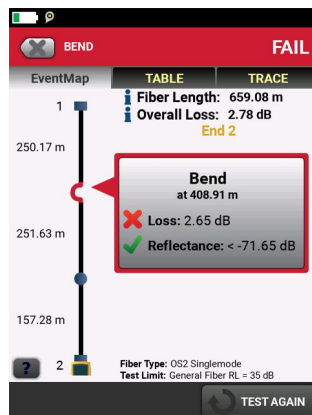 BEND
FAIL
EventMap
TABLE
TRACE
1
Fiber Length: 659.08 m
Overall Loss: 2.78 dB
End 2
250.17 m
Bend
at 408.91 m
Loss: 2.65 dB
Reflectance: < -71.65 dB
251.63 m
157.28 m
? 2
Fiber Type: OS2 Singlemode
Test Limit: General Fiber RL = 35 dB
TEST AGAIN